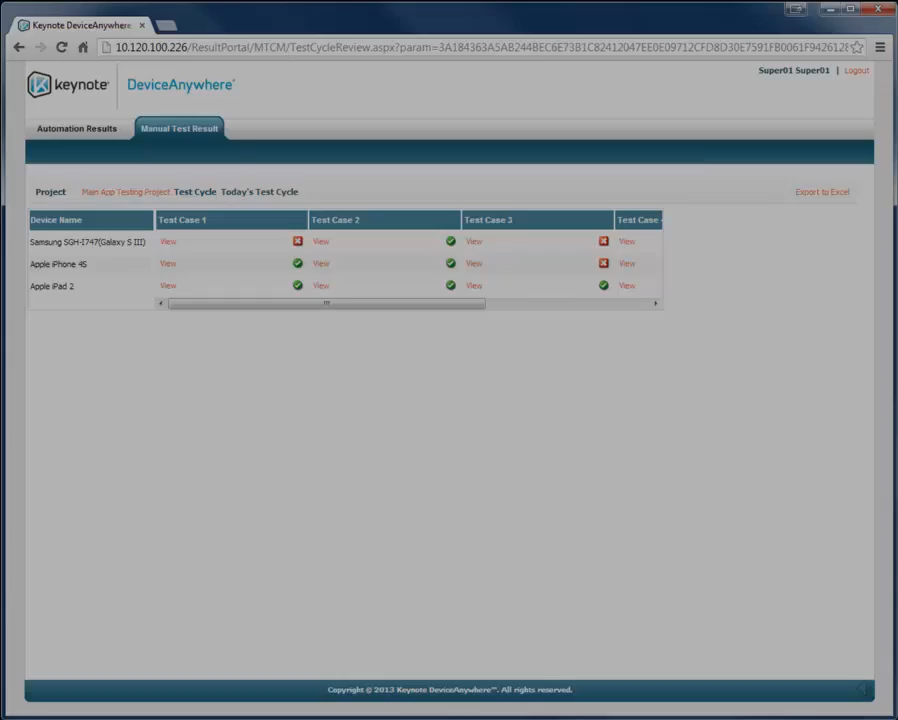 Keynote DeviceAnywhere
10.120.100.226/ResultPortal/MTCM/TestCycleReview.aspx?param=3A184363A5AB244BEC6E73B1C82412047EE0E09712CFD8D30E7591FB0061F9426128
Super01 Super01 | Logout
keynote DeviceAnywhere
Automation Results Manual Test Result
Project Main App Testing Project Test Cycle Today's Test Cycle Export to Excel
Device Name Test Case 1 Test Case 2 Test Case 3 Test Case
Samsung SGH-I747(Galaxy S III) View View View View
Apple iPhone 4S View View View View
Apple iPad 2 View View View View
Copyright © 2013 Keynote DeviceAnywhere™. All rights reserved.